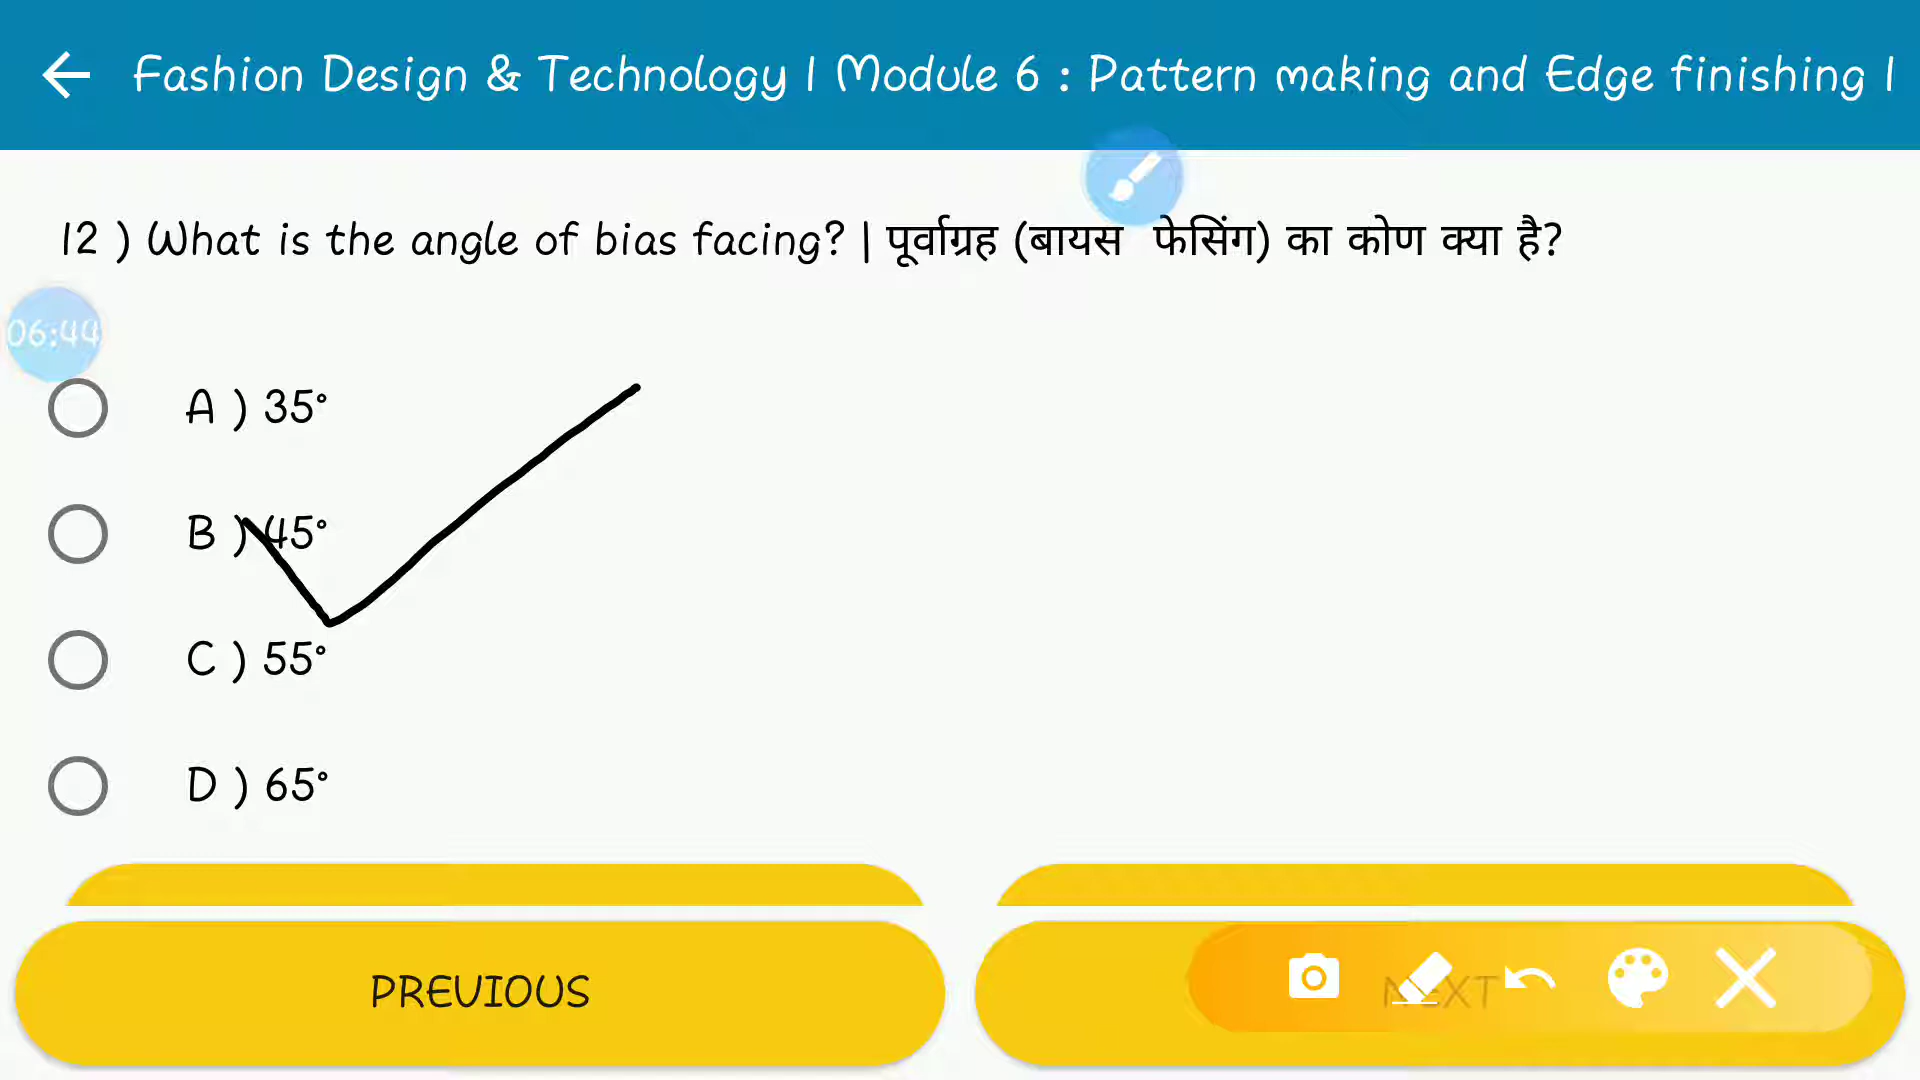 Fashion Design & Technology | Module 6 : Pattern making and Edge finishing |
12 ) What is the angle of bias facing? | पूर्वाग्रह (बायस फेसिंग) का कोण क्या है?
06:44
A ) 35°
B ) 45°
C ) 55°
D ) 65°
PREVIOUS
NEXT